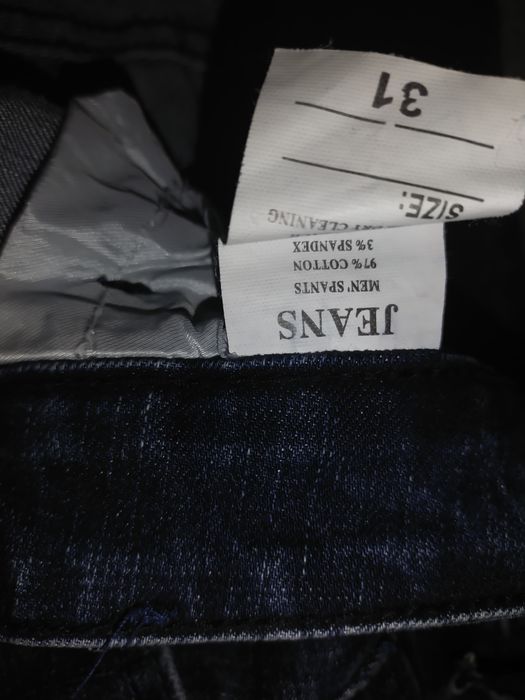 JEANS
MEN'SPANTS
97% COTTON
3% SPANDEX
CLEANING
SIZE:
31